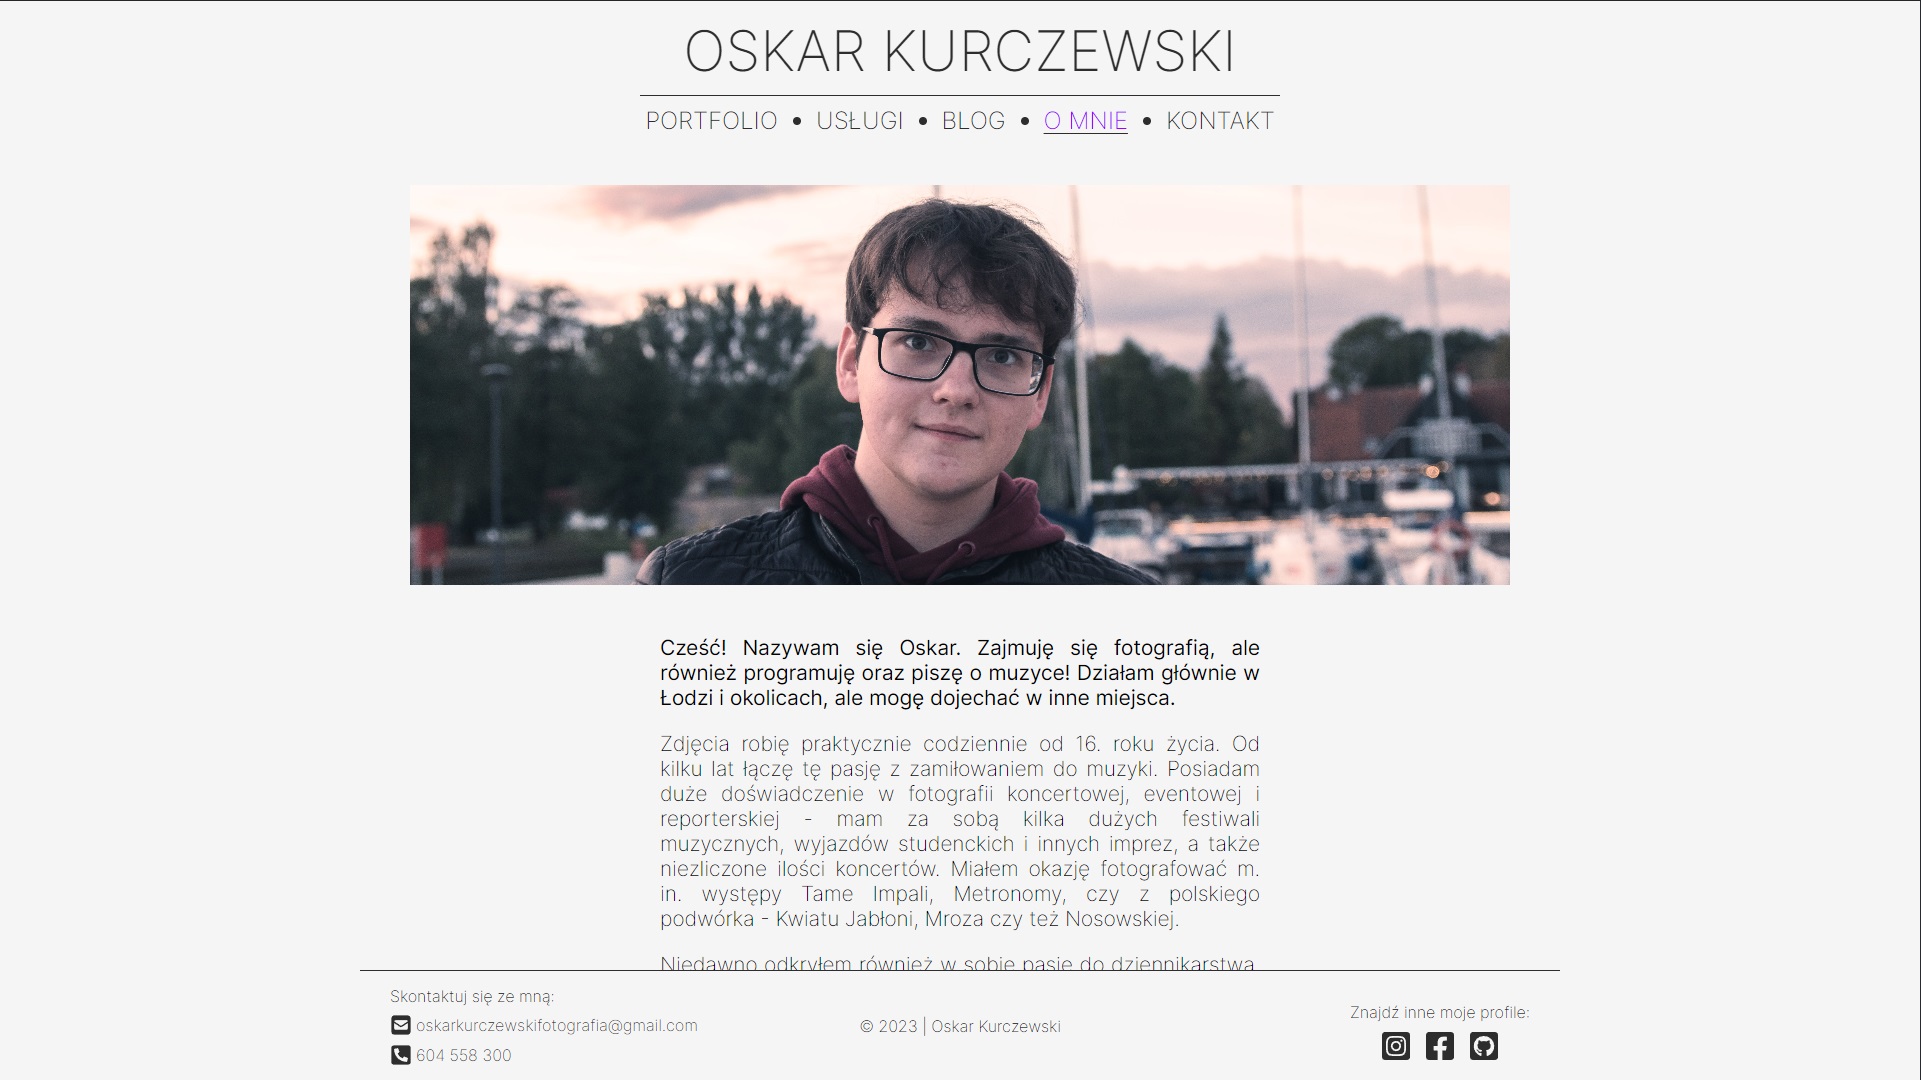 OSKAR KURCZEWSKI
PORTFOLIO • USŁUGI • BLOG • O MNIE • KONTAKT
Cześć! Nazywam się Oskar. Zajmuję się fotografią, ale
również programuję oraz piszę o muzyce! Działam głównie w
Łodzi i okolicach, ale mogę dojechać w inne miejsca.
Zdjęcia robię praktycznie codziennie od 16. roku życia. Od
kilku lat łączę tę pasję z zamiłowaniem do muzyki. Posiadam
duże doświadczenie w fotografii koncertowej, eventowej i
reporterskiej - mam za sobą kilka dużych festiwali
muzycznych, wyjazdów studenckich i innych imprez, a także
niezliczone ilości koncertów. Miałem okazję fotografować m.
in. występy Tame Impali, Metronomy, czy z polskiego
podwórka - Kwiatu Jabłoni, Mroza czy też Nosowskiej.
Niedawno odkryłem również w sobie pasję do dziennikarstwa.
Skontaktuj się ze mną:
oskarkurczewskifotografia@gmail.com
604 558 300
© 2023 | Oskar Kurczewski
Znajdź inne moje profile: